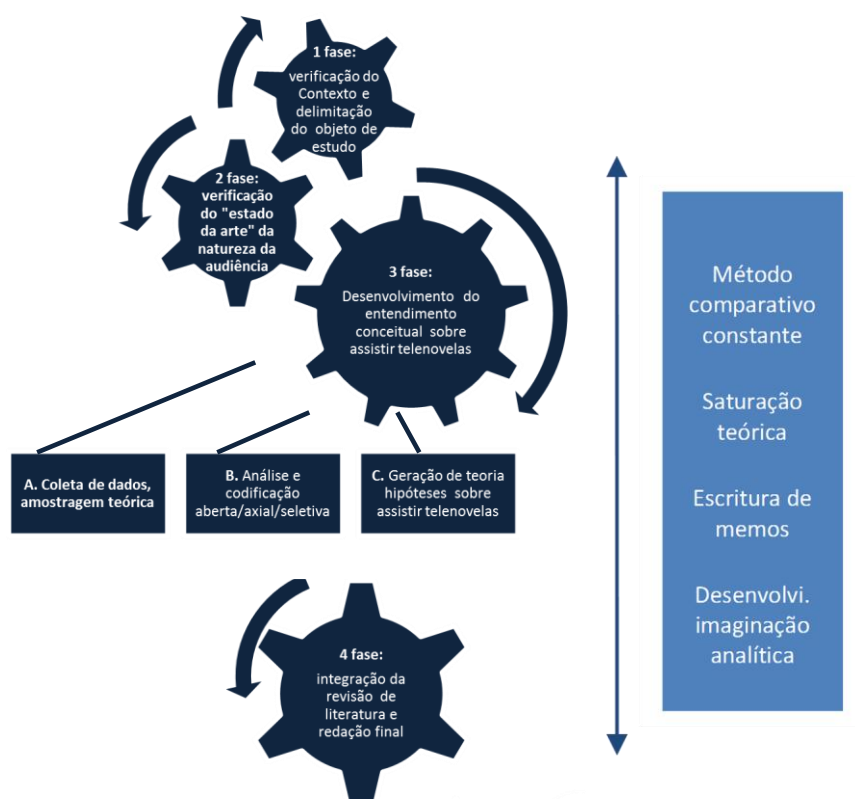 1 fase:
verificação do
Contexto e
delimitação
do objeto de
estudo
2 fase:
verificação
do "estado
da arte" da
natureza da
audiência
3 fase:
Desenvolvimento do
entendimento
conceitual sobre
assistir telenovelas
A. Coleta de dados,
amostragem teórica
B. Análise e
codificação
aberta/axial/seletiva
C. Geração de teoria
hipóteses sobre
assistir telenovelas
4 fase:
integração da
revisão de
literatura e
redação final
Método
comparativo
constante
Saturação
teórica
Escritura de
memos
Desenvolvi.
imaginação
analítica